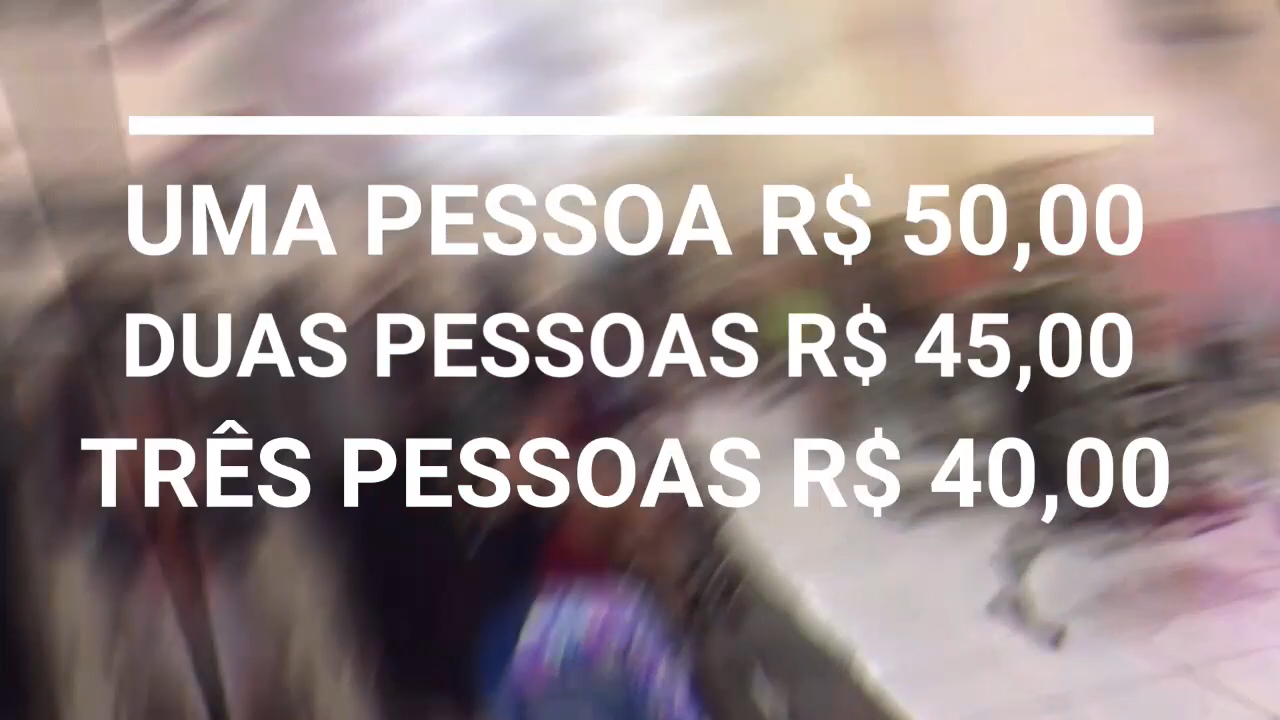 UMA PESSOA R$ 50,00
DUAS PESSOAS R$ 45,00
TRÊS PESSOAS R$ 40,00